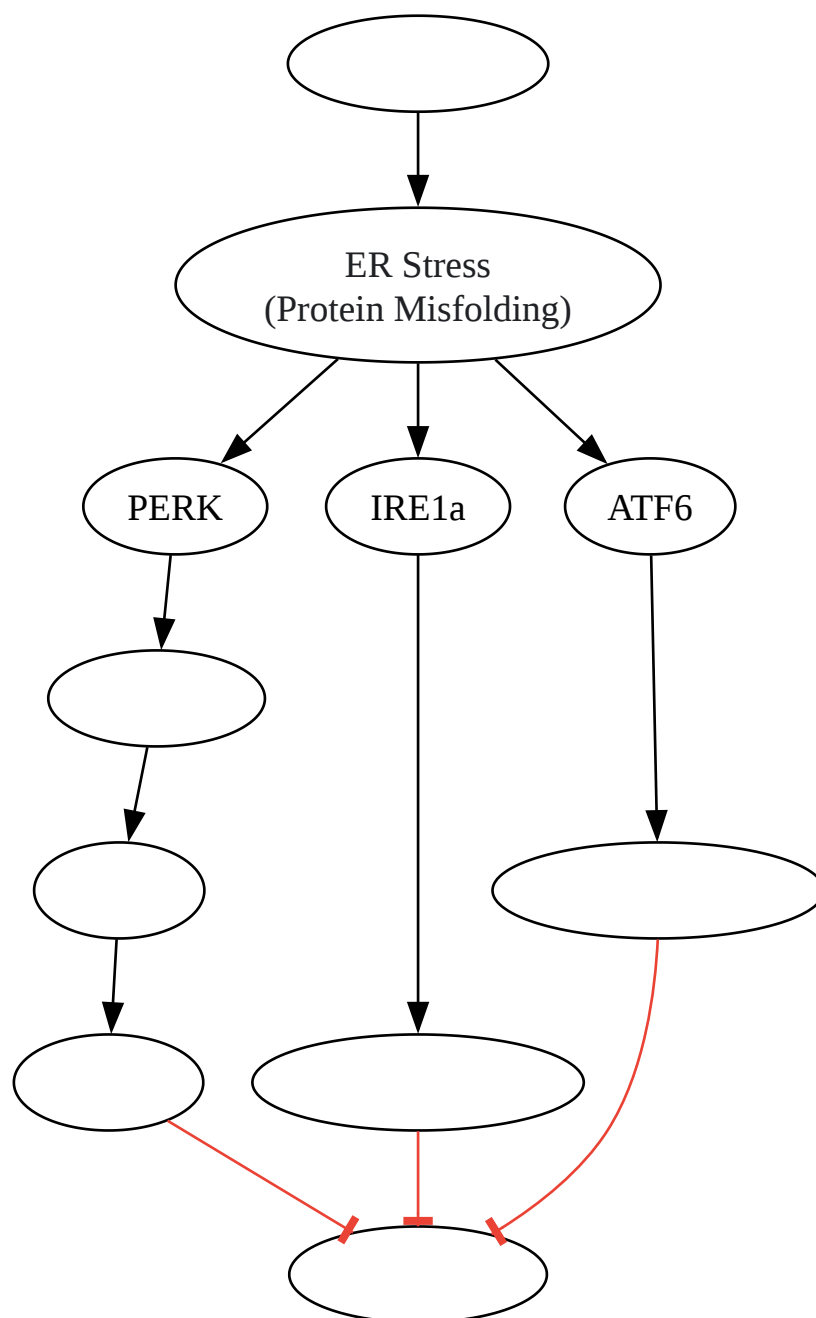 ER Stress
(Protein Misfolding)
PERK
IRE1a
ATF6